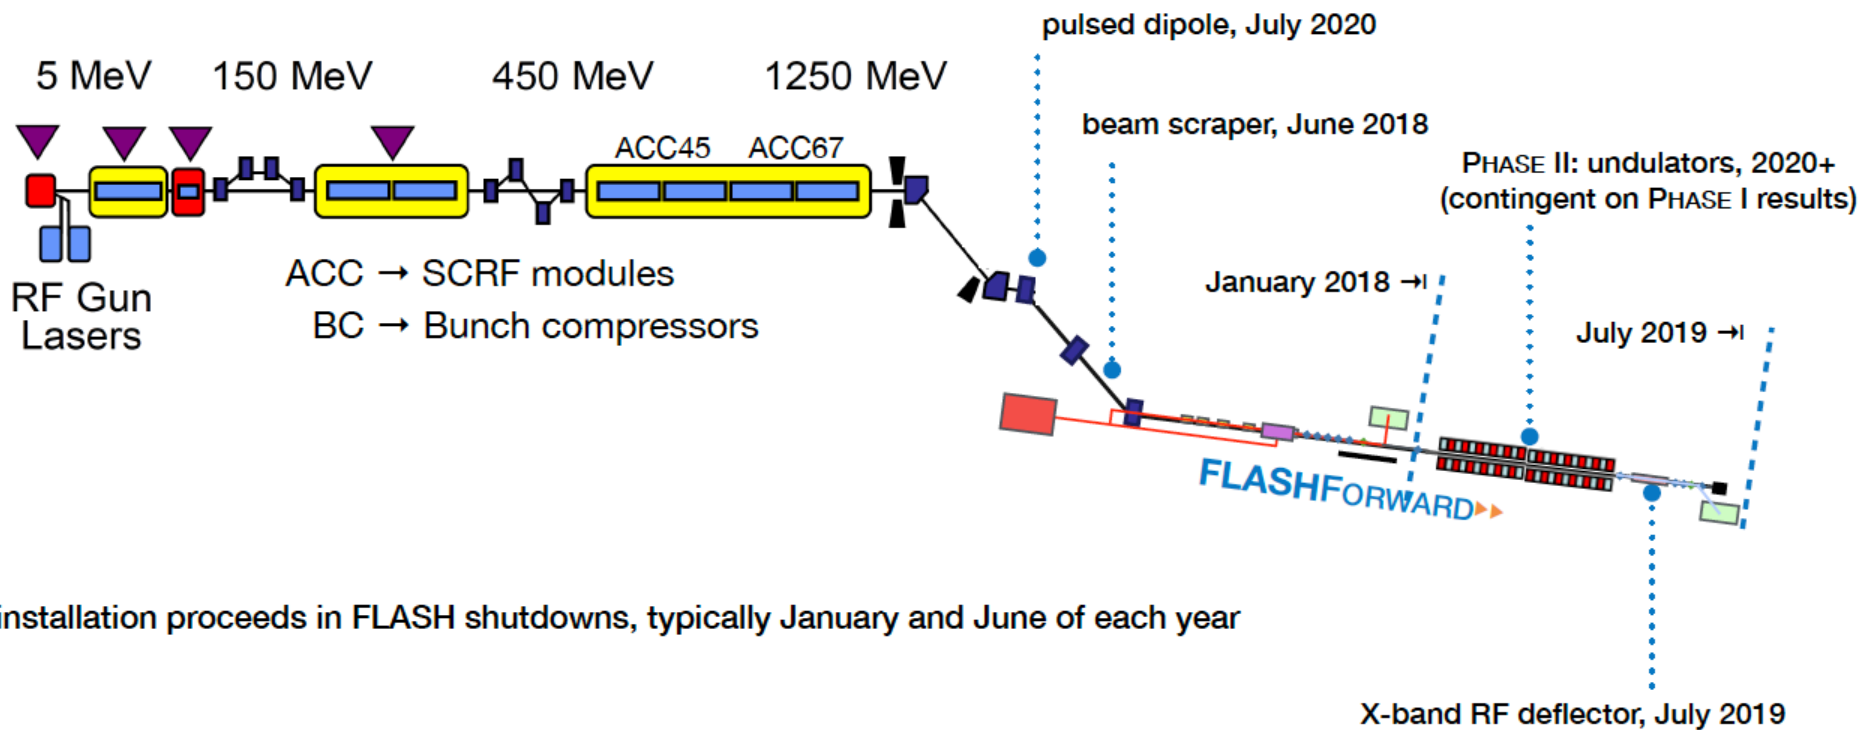 pulsed dipole, July 2020
5 MeV 150 MeV 450 MeV 1250 MeV
beam scraper, June 2018
ACC45 ACC67
PHASE II: undulators, 2020+
(contingent on PHASE I results)
ACC → SCRF modules
BC → Bunch compressors
RF Gun
Lasers
January 2018 →|
July 2019 →|
FLASHFORWARD▸▸
installation proceeds in FLASH shutdowns, typically January and June of each year
X-band RF deflector, July 2019